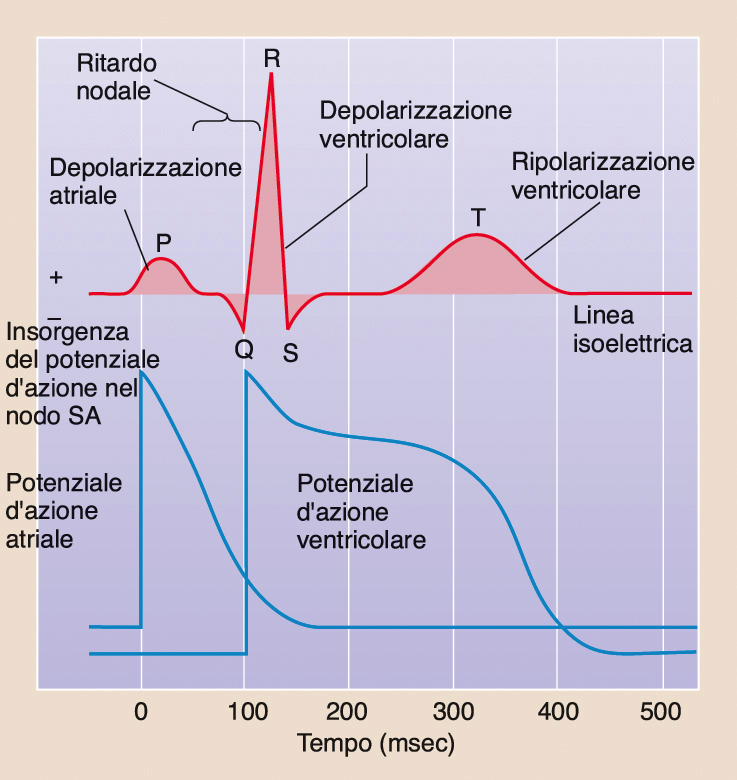 Ritardo
nodale
R
Depolarizzazione
ventricolare
Depolarizzazione
atriale
Ripolarizzazione
ventricolare
P
T
+
–
Q
S
Linea
isoelettrica
Insorgenza
del potenziale
d'azione nel
nodo SA
Potenziale
d'azione
atriale
Potenziale
d'azione
ventricolare
0 100 200 300 400 500
Tempo (msec)